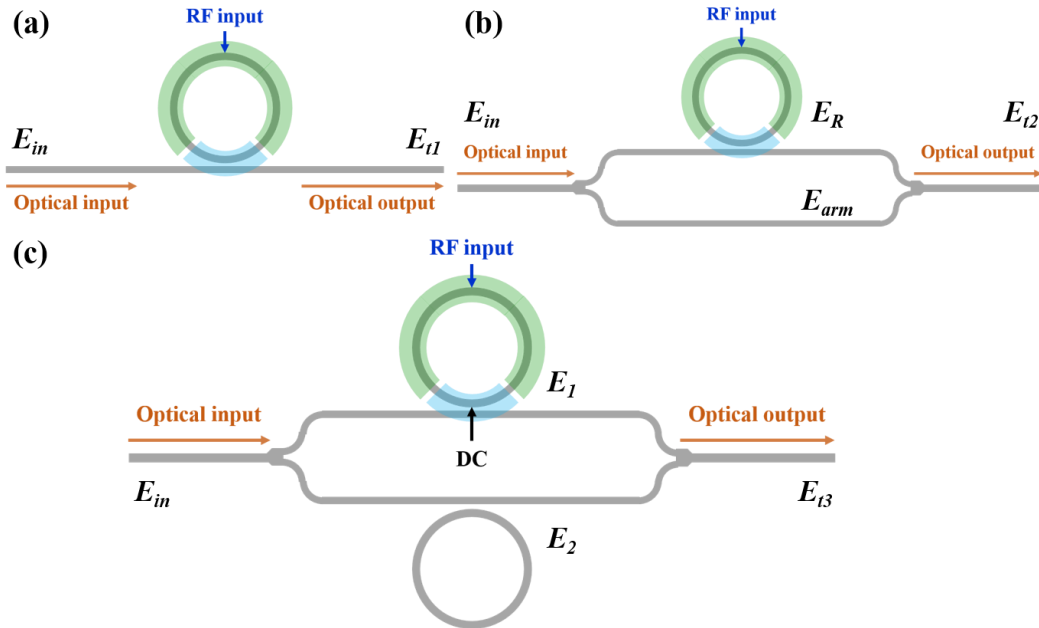 (a)
RF input
E_in
E_t1
Optical input
Optical output
(b)
RF input
E_in
E_R
E_t2
Optical input
Optical output
E_arm
(c)
RF input
E_1
Optical input
Optical output
DC
E_in
E_t3
E_2